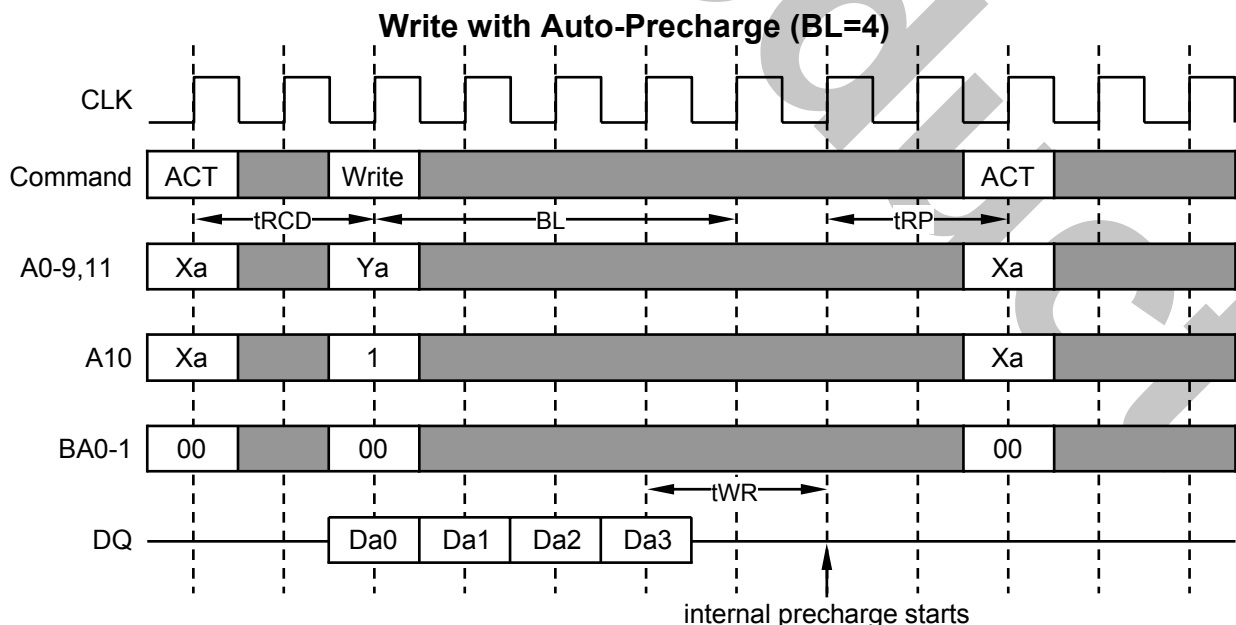 Write with Auto-Precharge (BL=4)
CLK
Command ACT Write ACT
tRCD BL tRP
A0-9,11 Xa Ya Xa
A10 Xa 1 Xa
BA0-1 00 00 00
tWR
DQ Da0 Da1 Da2 Da3
internal precharge starts